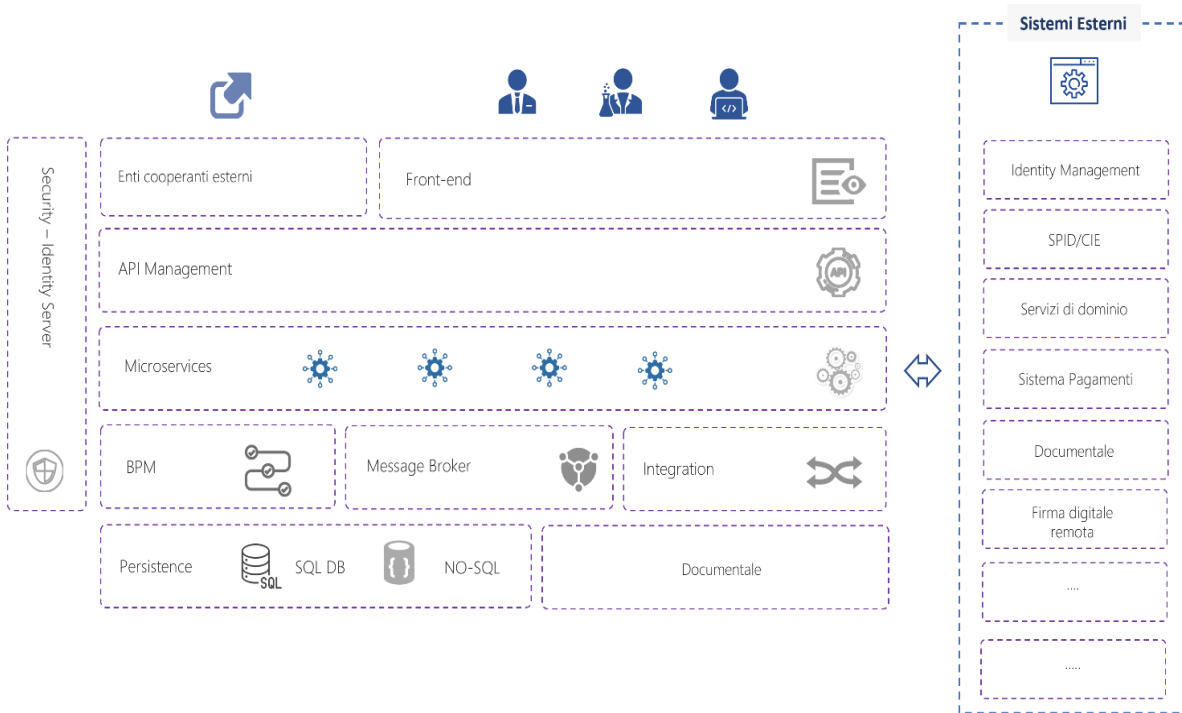 Sistemi Esterni
Security – Identity Server
Enti cooperanti esterni
Front-end
</>
API Management
API
Microservices
BPM
Message Broker
Integration
Persistence
SQL
SQL DB
{ }
NO-SQL
Documentale
Identity Management
SPID/CIE
Servizi di dominio
Sistema Pagamenti
Documentale
Firma digitale
remota
....
.....